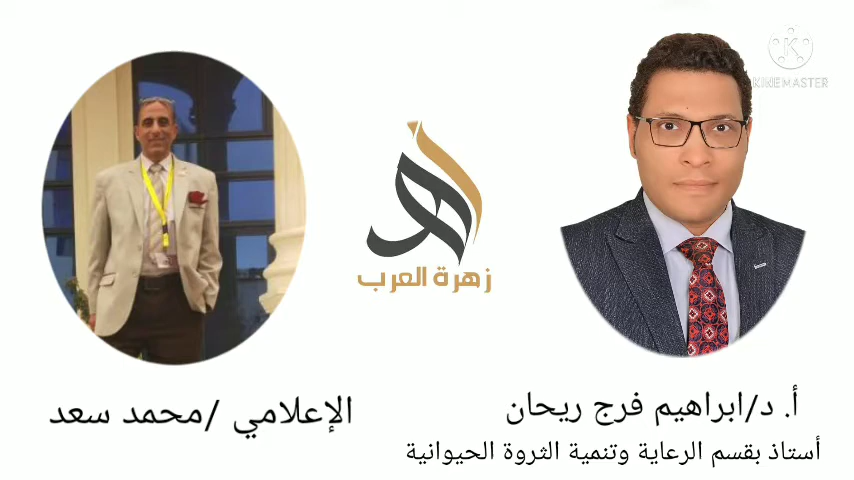 KINEMASTER
زهرة العرب
أ. د/ابراهيم فرج ريحان
أستاذ بقسم الرعاية وتنمية الثروة الحيوانية
الإعلامي /محمد سعد